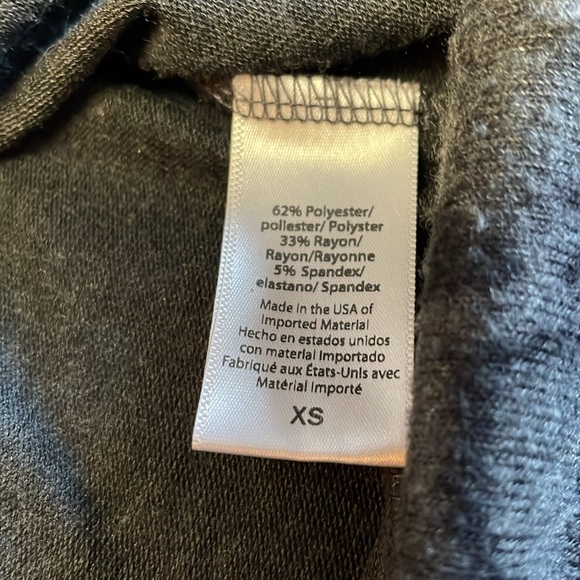 62% Polyester/
poliester/ Polyster
33% Rayon/
Rayon/Rayonne
5% Spandex/
elastano/ Spandex
Made in the USA of
Imported Material
Hecho en estados unidos
con material Importado
Fabriqué aux États-Unis avec
Matérial Importé
XS